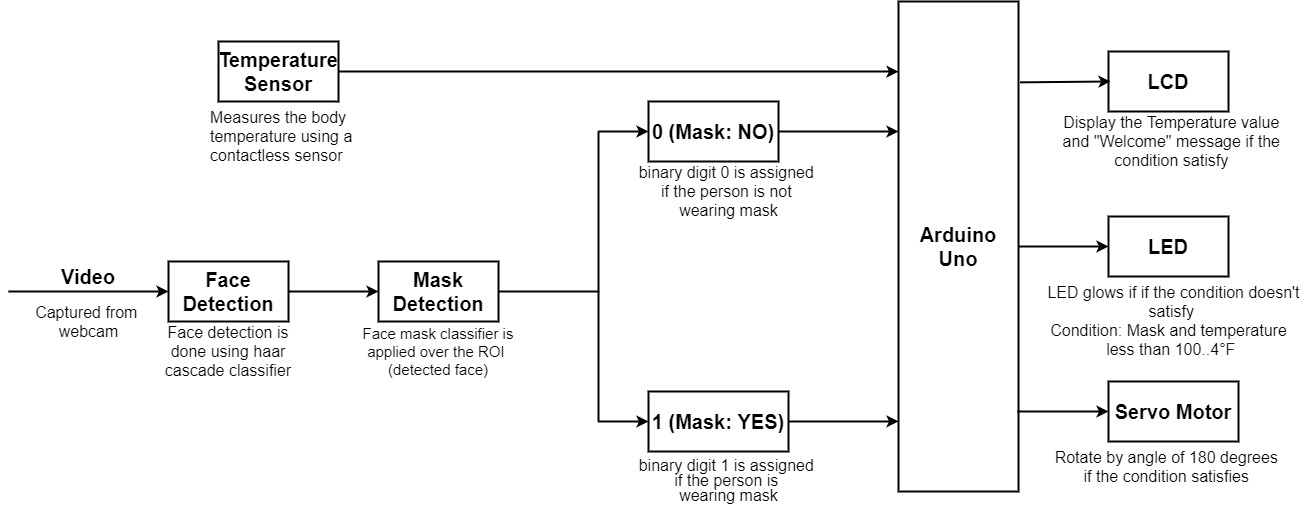 Temperature
Sensor
Measures the body
temperature using a
contactless sensor
Video
Captured from
webcam
Face
Detection
Face detection is
done using haar
cascade classifier
Mask
Detection
Face mask classifier is
applied over the ROI
(detected face)
0 (Mask: NO)
binary digit 0 is assigned
if the person is not
wearing mask
1 (Mask: YES)
binary digit 1 is assigned
if the person is
wearing mask
Arduino
Uno
LCD
Display the Temperature value
and "Welcome" message if the
condition satisfy
LED
LED glows if if the condition doesn't
satisfy
Condition: Mask and temperature
less than 100..4°F
Servo Motor
Rotate by angle of 180 degrees
if the condition satisfies